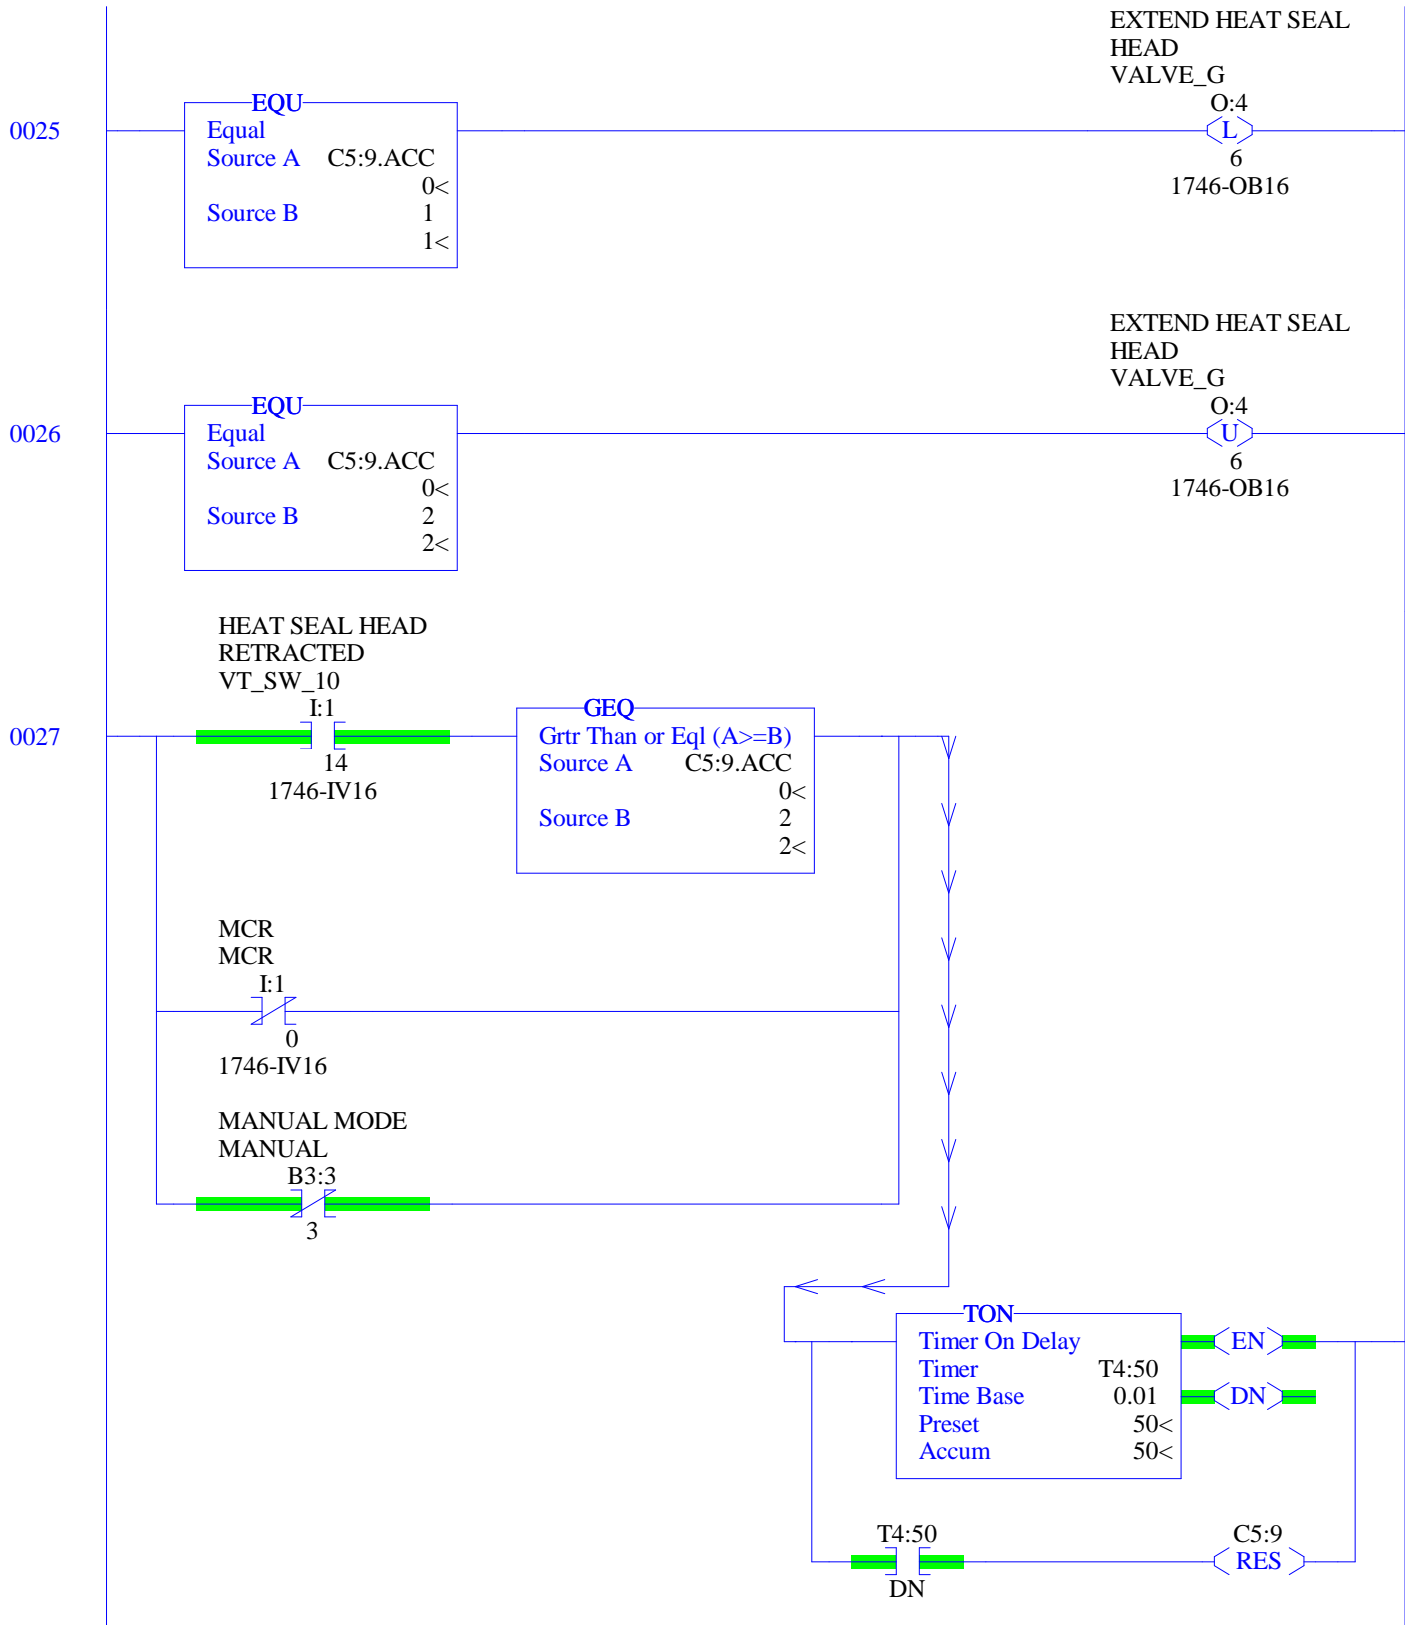 EXTEND HEAT SEAL
HEAD
VALVE_G
O:4
0025
EQU
Equal
Source A C5:9.ACC
0<
Source B 1
1<
L
6
1746-OB16
EXTEND HEAT SEAL
HEAD
VALVE_G
O:4
0026
EQU
Equal
Source A C5:9.ACC
0<
Source B 2
2<
U
6
1746-OB16
HEAT SEAL HEAD
RETRACTED
VT_SW_10
I:1
0027
14
1746-IV16
GEQ
Grtr Than or Eql (A>=B)
Source A C5:9.ACC
0<
Source B 2
2<
MCR
MCR
I:1
0
1746-IV16
MANUAL MODE
MANUAL
B3:3
3
TON
Timer On Delay
Timer T4:50
Time Base 0.01
Preset 50<
Accum 50<
EN
DN
T4:50
DN
C5:9
RES